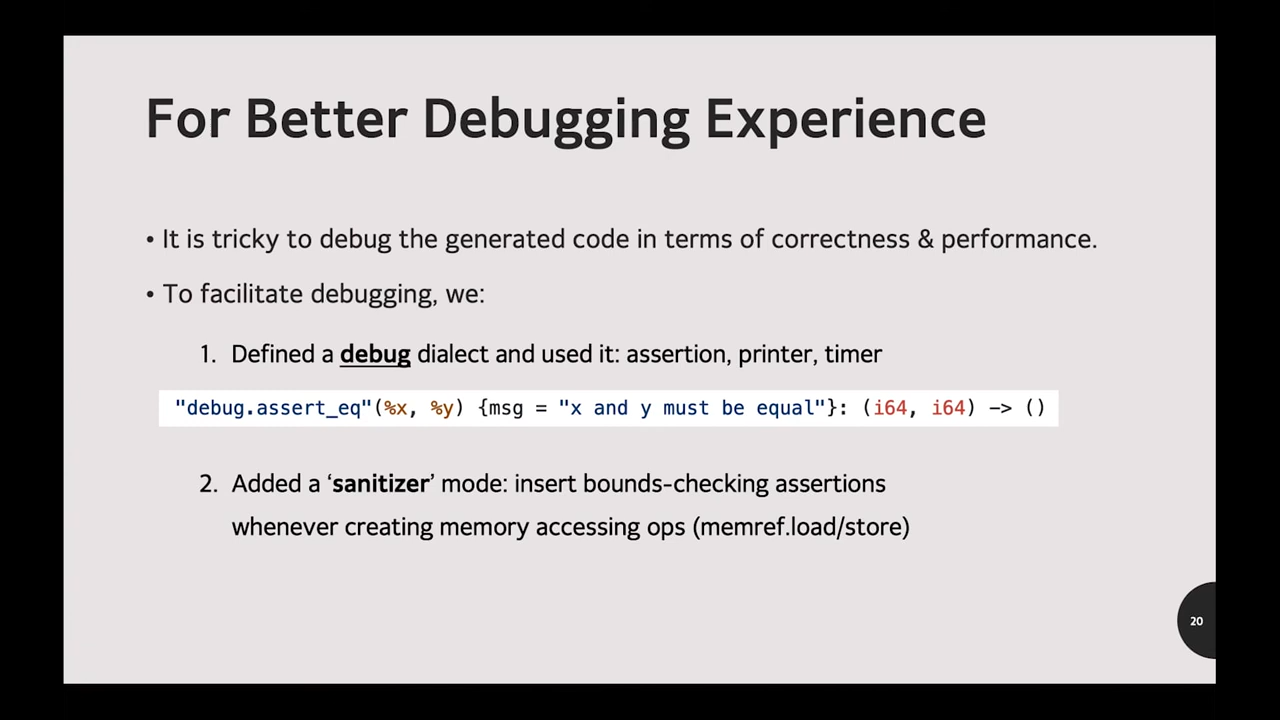 For Better Debugging Experience
• It is tricky to debug the generated code in terms of correctness & performance.
• To facilitate debugging, we:
1. Defined a debug dialect and used it: assertion, printer, timer
"debug.assert_eq"(%x, %y) {msg = "x and y must be equal"}: (i64, i64) -> ()
2. Added a ‘sanitizer’ mode: insert bounds-checking assertions
whenever creating memory accessing ops (memref.load/store)
20